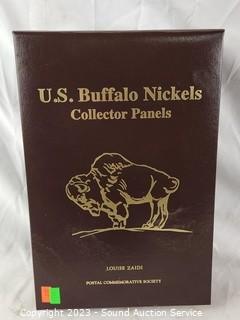 U.S. Buffalo Nickels
Collector Panels
LOUISE ZAIDI
POSTAL COMMEMORATIVE SOCIETY
Copyright 2023 - Sound Auction Service